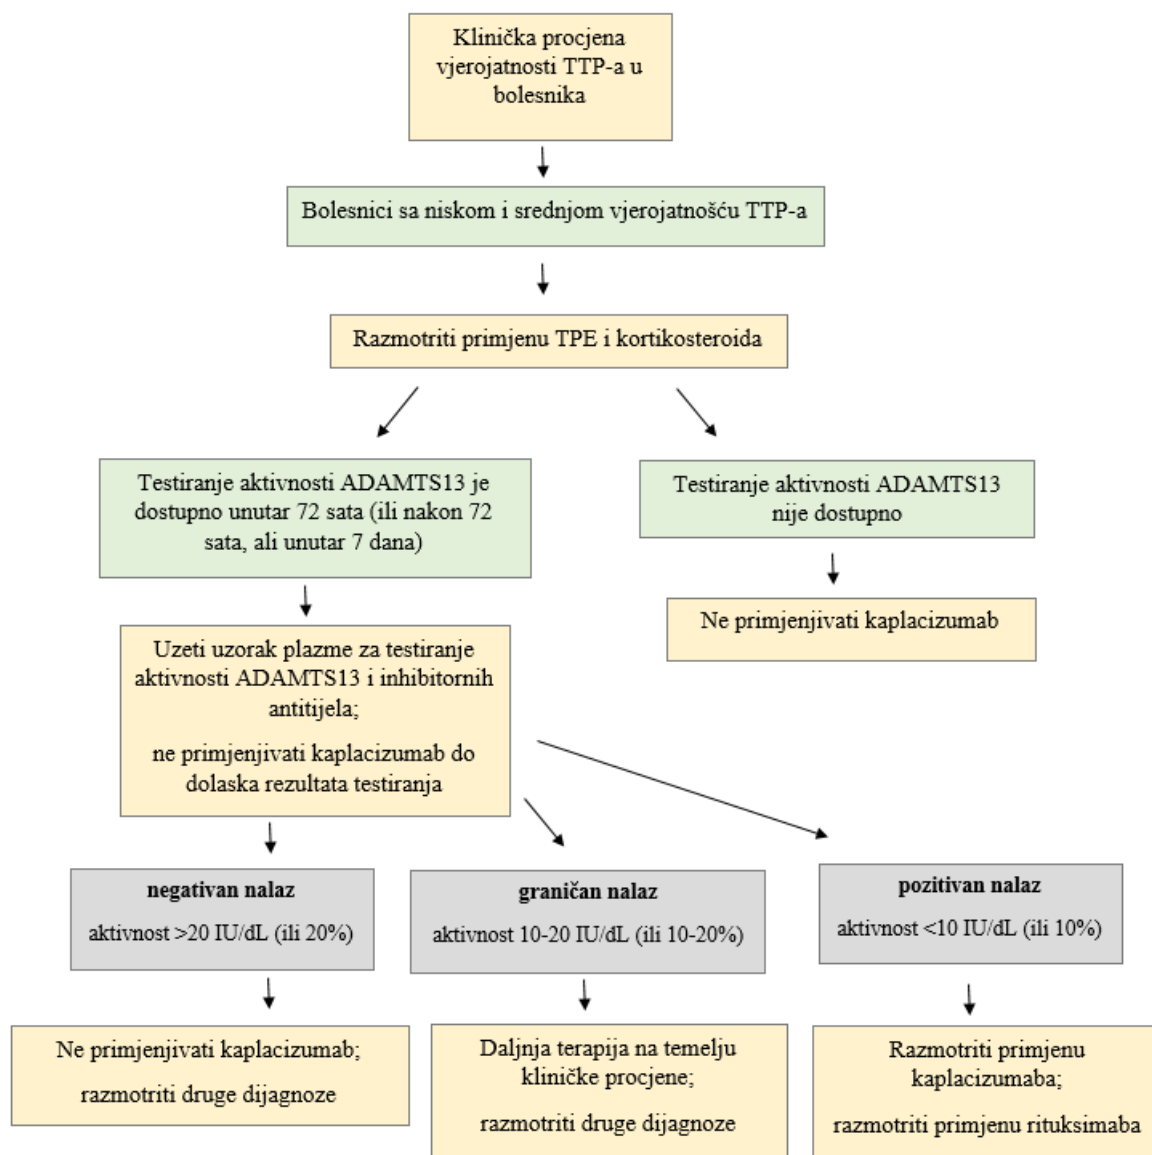 Klinička procjena
vjerojatnosti TTP-a u
bolesnika
Bolesnici sa niskom i srednjom vjerojatnošću TTP-a
Razmotriti primjenu TPE i kortikosteroida
Testiranje aktivnosti ADAMTS13 je
dostupno unutar 72 sata (ili nakon 72
sata, ali unutar 7 dana)
Testiranje aktivnosti ADAMTS13
nije dostupno
Uzeti uzorak plazme za testiranje
aktivnosti ADAMTS13 i inhibitornih
antitijela;
ne primjenjivati kaplacizumab do
dolaska rezultata testiranja
Ne primjenjivati kaplacizumab
negativan nalaz
aktivnost >20 IU/dL (ili 20%)
graničan nalaz
aktivnost 10-20 IU/dL (ili 10-20%)
pozitivan nalaz
aktivnost <10 IU/dL (ili 10%)
Ne primjenjivati kaplacizumab;
razmotriti druge dijagnoze
Daljnja terapija na temelju
kliničke procjene;
razmotriti druge dijagnoze
Razmotriti primjenu
kaplacizumaba;
razmotriti primjenu rituksimaba